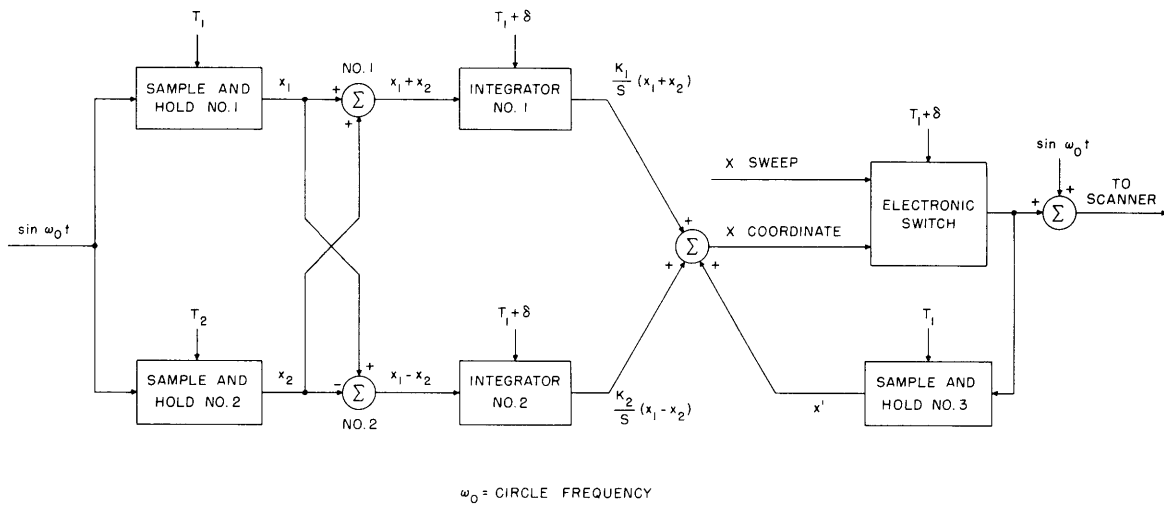 T₁
T₁ + δ
SAMPLE AND
HOLD NO. 1
x₁
NO. 1
+
Σ
+
x₁ + x₂
INTEGRATOR
NO. 1
K₁/S (x₁ + x₂)
T₁ + δ
sin ω₀ t
X SWEEP
ELECTRONIC
SWITCH
+
+
Σ
TO
SCANNER
sin ω₀ t
+
Σ
+
+
X COORDINATE
T₂
T₁ + δ
T₁
SAMPLE AND
HOLD NO. 2
x₂
+
−
Σ
NO. 2
x₁ − x₂
INTEGRATOR
NO. 2
K₂/S (x₁ − x₂)
x'
SAMPLE AND
HOLD NO. 3
ω₀ = CIRCLE FREQUENCY